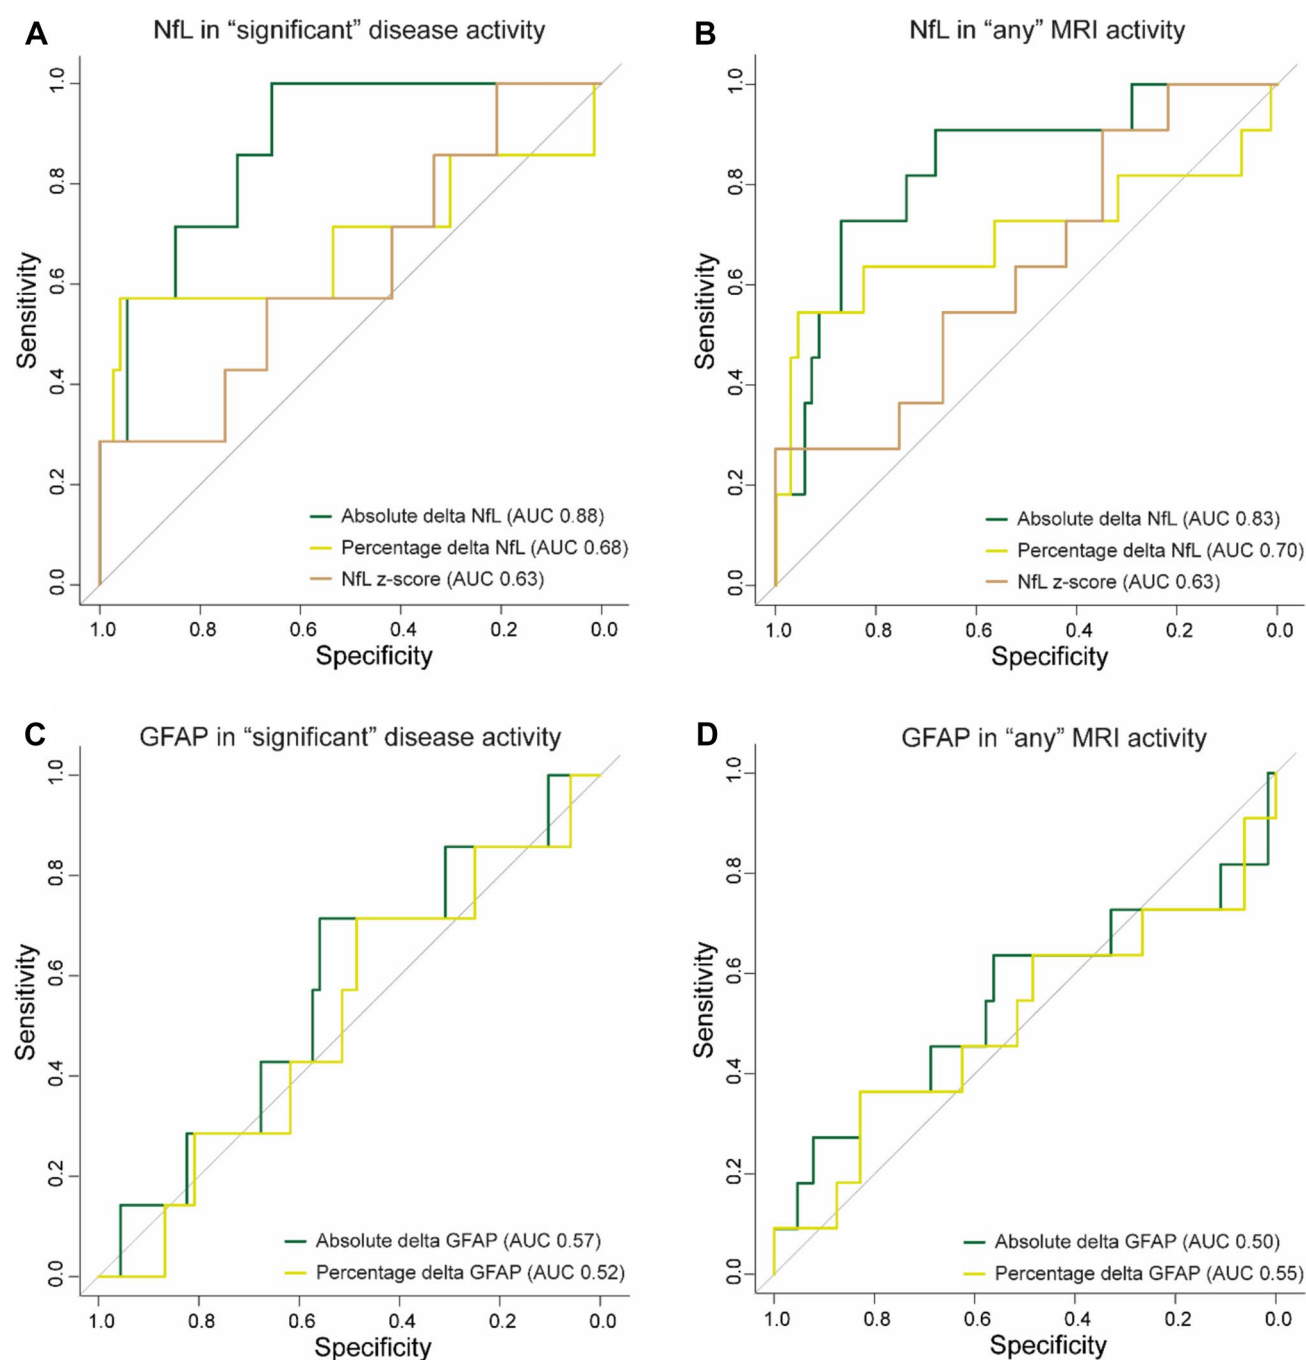 A
NfL in “significant” disease activity
Sensitivity
1.0
0.8
0.6
0.4
0.2
0.0
Absolute delta NfL (AUC 0.88)
Percentage delta NfL (AUC 0.68)
NfL z-score (AUC 0.63)
1.0 0.8 0.6 0.4 0.2 0.0
Specificity
B
NfL in “any” MRI activity
Sensitivity
1.0
0.8
0.6
0.4
0.2
0.0
Absolute delta NfL (AUC 0.83)
Percentage delta NfL (AUC 0.70)
NfL z-score (AUC 0.63)
1.0 0.8 0.6 0.4 0.2 0.0
Specificity
C
GFAP in “significant” disease activity
Sensitivity
1.0
0.8
0.6
0.4
0.2
0.0
Absolute delta GFAP (AUC 0.57)
Percentage delta GFAP (AUC 0.52)
1.0 0.8 0.6 0.4 0.2 0.0
Specificity
D
GFAP in “any” MRI activity
Sensitivity
1.0
0.8
0.6
0.4
0.2
0.0
Absolute delta GFAP (AUC 0.50)
Percentage delta GFAP (AUC 0.55)
1.0 0.8 0.6 0.4 0.2 0.0
Specificity